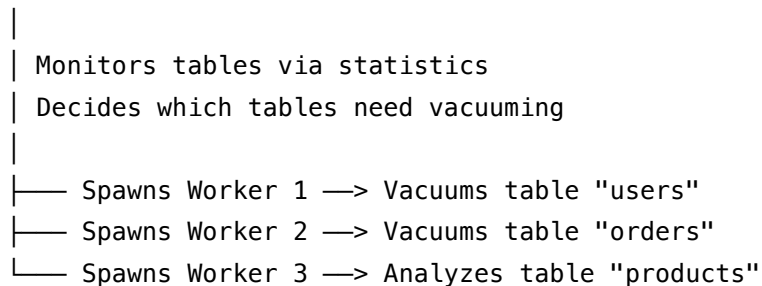 Monitors tables via statistics
Decides which tables need vacuuming
Spawns Worker 1 ──> Vacuums table "users"
Spawns Worker 2 ──> Vacuums table "orders"
Spawns Worker 3 ──> Analyzes table "products"